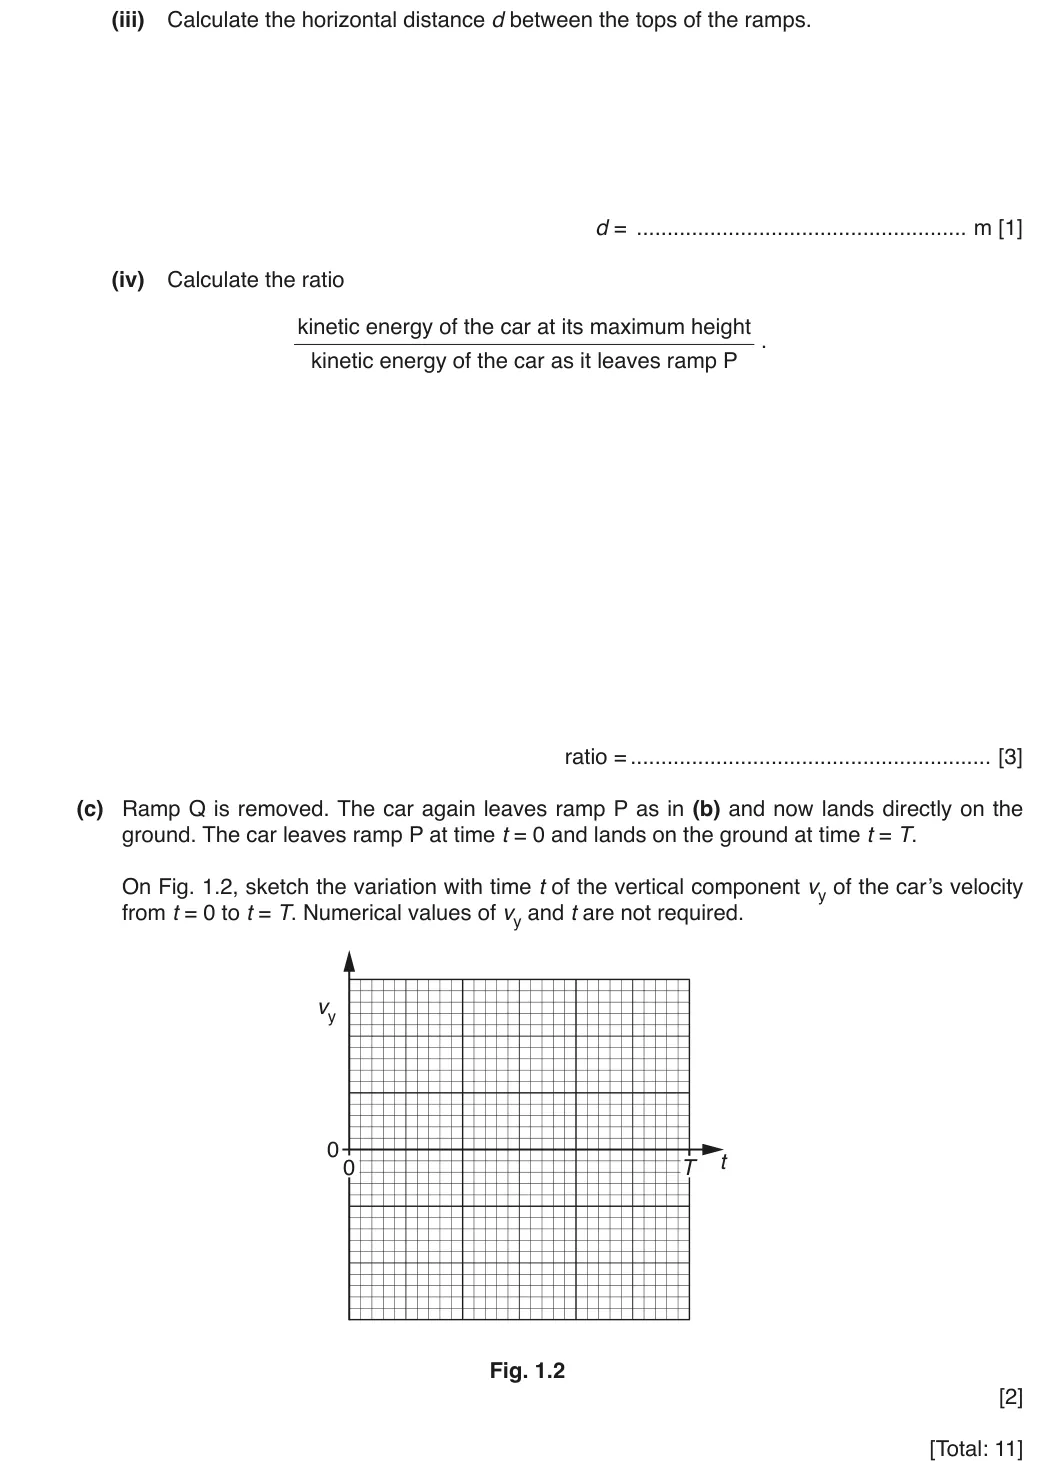 (iii) Calculate the horizontal distance d between the tops of the ramps.
d = ...................................................... m [1]
(iv) Calculate the ratio
kinetic energy of the car at its maximum height
kinetic energy of the car as it leaves ramp P .
ratio = ........................................................... [3]
(c) Ramp Q is removed. The car again leaves ramp P as in (b) and now lands directly on the
ground. The car leaves ramp P at time t = 0 and lands on the ground at time t = T.
On Fig. 1.2, sketch the variation with time t of the vertical component vy of the car's velocity
from t = 0 to t = T. Numerical values of vy and t are not required.
vy
0
0
T
t
Fig. 1.2
[2]
[Total: 11]